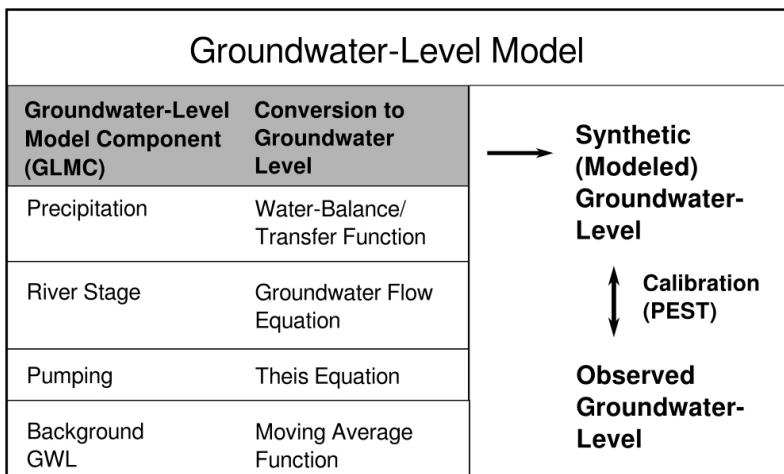 Groundwater-Level Model
Groundwater-Level
Model Component
(GLMC)
Conversion to
Groundwater
Level
Precipitation
Water-Balance/
Transfer Function
River Stage
Groundwater Flow
Equation
Pumping
Theis Equation
Background
GWL
Moving Average
Function
Synthetic
(Modeled)
Groundwater-
Level
Calibration
(PEST)
Observed
Groundwater-
Level